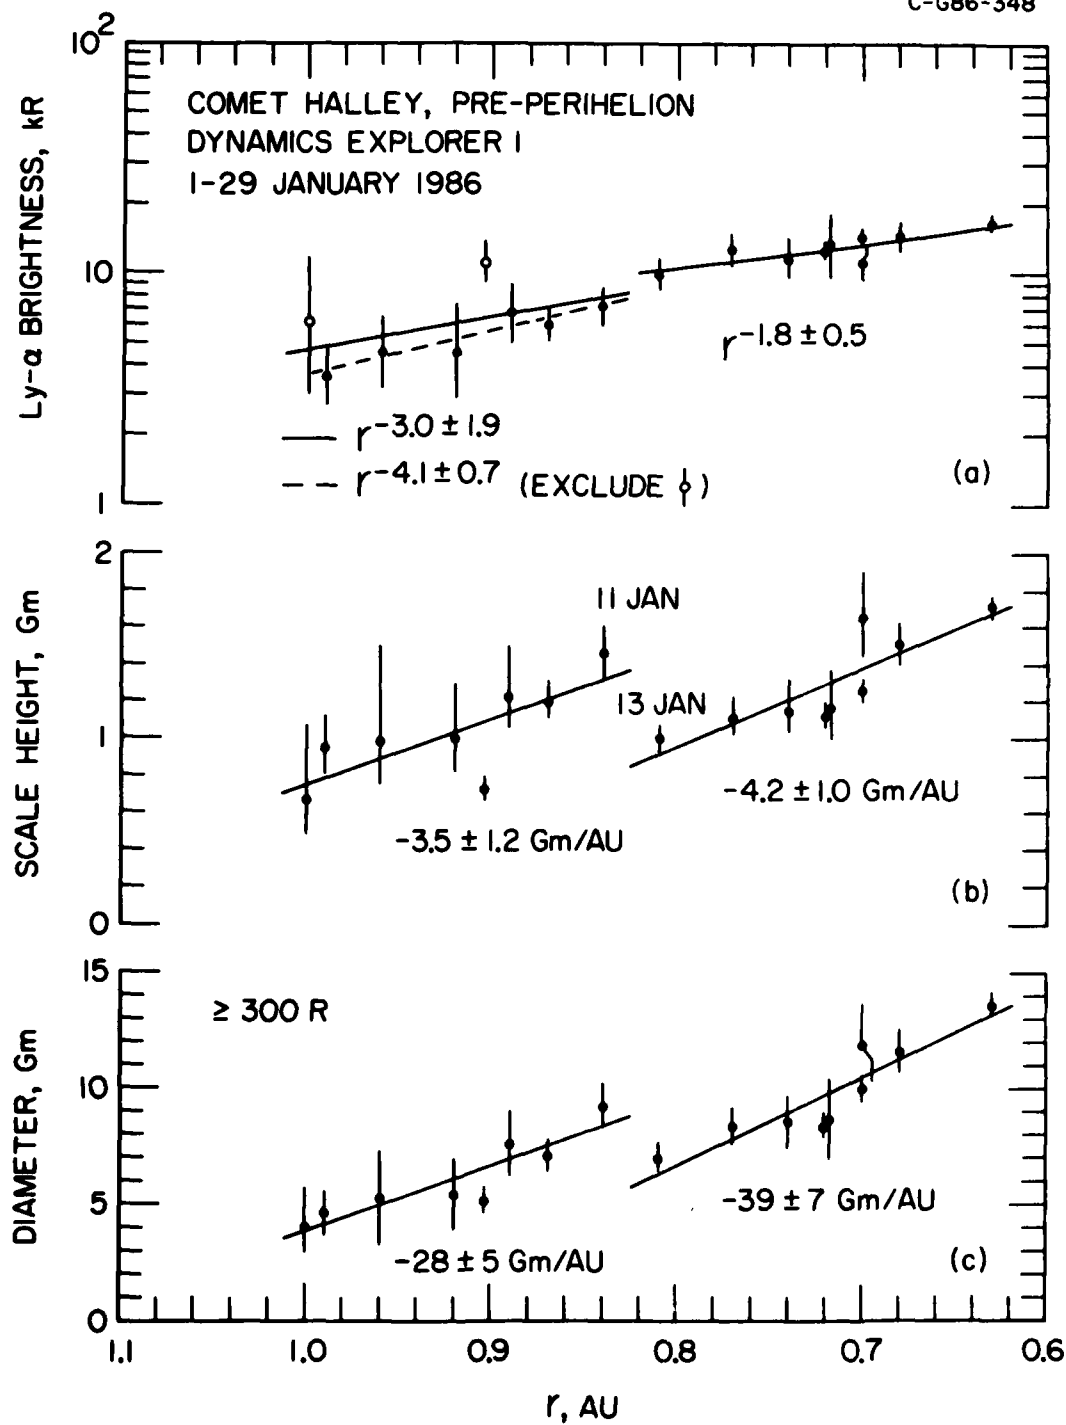 C-G86-348
COMET HALLEY, PRE-PERIHELION
DYNAMICS EXPLORER 1
1-29 JANUARY 1986
Ly-α BRIGHTNESS, kR
10²
10
1
r^-1.8 ± 0.5
r^-3.0 ± 1.9
r^-4.1 ± 0.7 (EXCLUDE )
(a)
SCALE HEIGHT, Gm
2
1
0
11 JAN
13 JAN
-4.2 ± 1.0 Gm/AU
-3.5 ± 1.2 Gm/AU
(b)
DIAMETER, Gm
15
10
5
0
≥ 300 R
-39 ± 7 Gm/AU
-28 ± 5 Gm/AU
(c)
1.1 1.0 0.9 0.8 0.7 0.6
r, AU